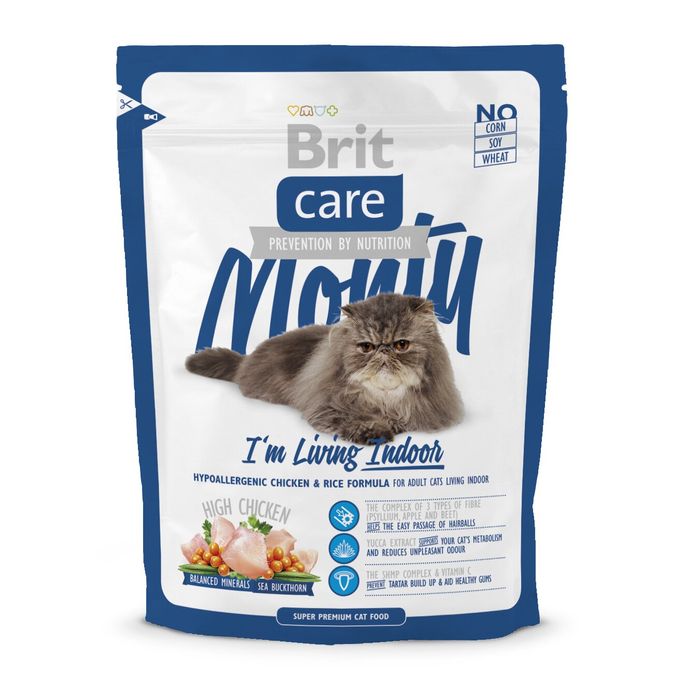 Brit
care
PREVENTION BY NUTRITION
NO
CORN
SOY
WHEAT
Monty
I'm Living Indoor
HYPOALLERGENIC CHICKEN & RICE FORMULA FOR ADULT CATS LIVING INDOOR
HIGH CHICKEN
BALANCED MINERALS SEA BUCKTHORN
THE COMPLEX OF 3 TYPES OF FIBRE
(PSYLLIUM, APPLE AND BEET)
HELPS THE EASY PASSAGE OF HAIRBALLS
YUCCA EXTRACT SUPPORTS YOUR CAT'S METABOLISM
AND REDUCES UNPLEASANT ODOUR
THE SHMP COMPLEX & VITAMIN C
PREVENT TARTAR BUILD UP & AID HEALTHY GUMS
SUPER PREMIUM CAT FOOD